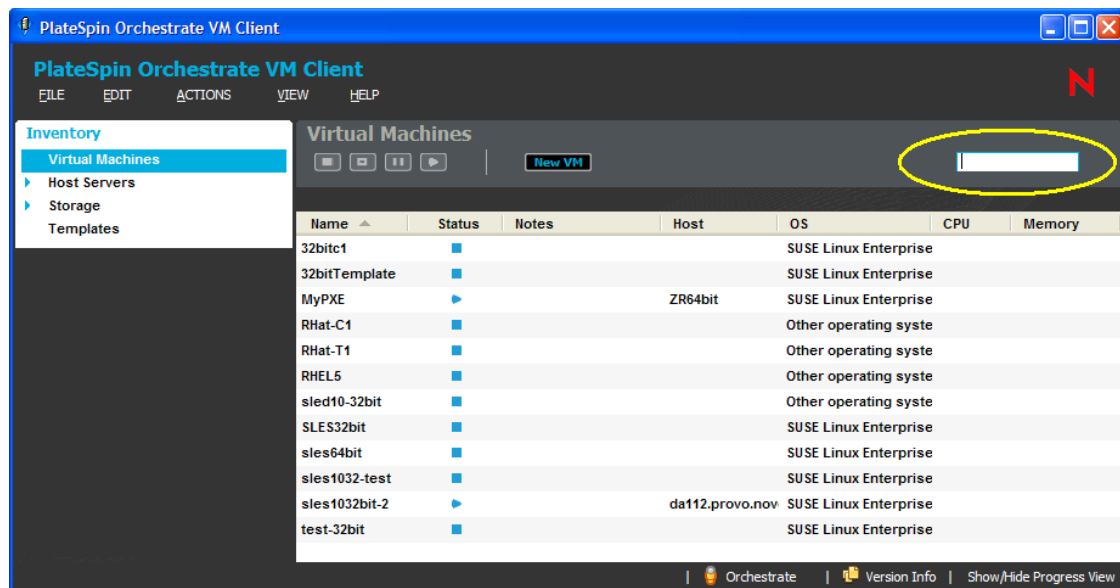 PlateSpin Orchestrate VM Client
PlateSpin Orchestrate VM Client
N
FILE EDIT ACTIONS VIEW HELP
Inventory
Virtual Machines
Host Servers
Storage
Templates
Virtual Machines
New VM
Name Status Notes Host OS CPU Memory
32bitc1 SUSE Linux Enterprise
32bitTemplate SUSE Linux Enterprise
MyPXE ZR64bit SUSE Linux Enterprise
RHat-C1 Other operating syste
RHat-T1 Other operating syste
RHEL5 Other operating syste
sled10-32bit Other operating syste
SLES32bit SUSE Linux Enterprise
sles64bit SUSE Linux Enterprise
sles1032-test SUSE Linux Enterprise
sles1032bit-2 da112.provo.nov SUSE Linux Enterprise
test-32bit SUSE Linux Enterprise
| Orchestrate | Version Info | Show/Hide Progress View